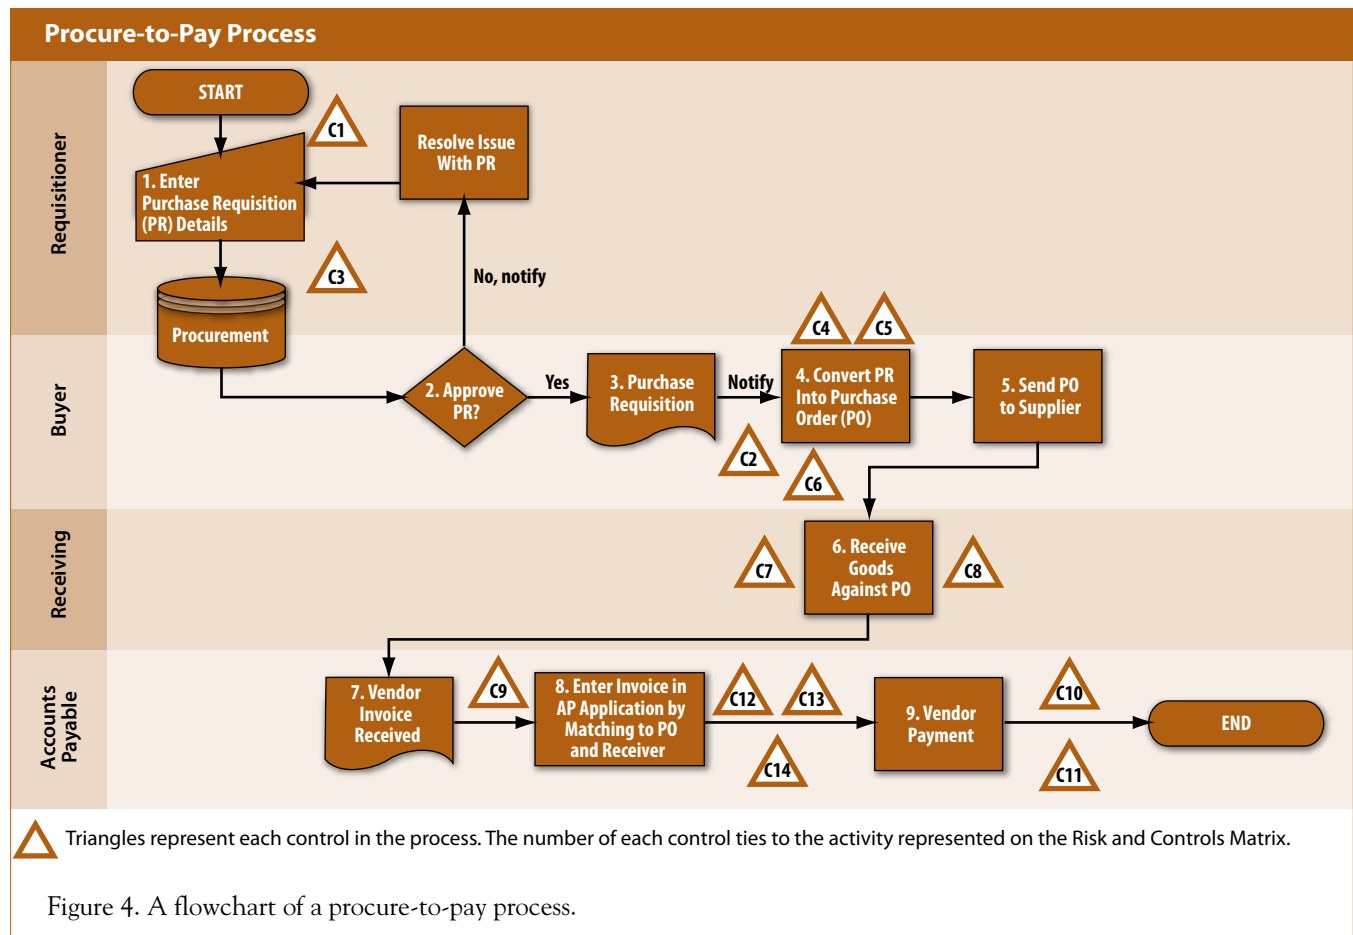 Procure-to-Pay Process
Requisitioner
START
C1
Resolve Issue
With PR
1. Enter
Purchase Requisition
(PR) Details
C3
No, notify
Procurement
C4
C5
Buyer
2. Approve
PR?
Yes
3. Purchase
Requisition
Notify
4. Convert PR
Into Purchase
Order (PO)
5. Send PO
to Supplier
C2
C6
Receiving
C7
6. Receive
Goods
Against PO
C8
Accounts
Payable
7. Vendor
Invoice
Received
C9
8. Enter Invoice in
AP Application by
Matching to PO
and Receiver
C12
C13
C14
9. Vendor
Payment
C10
C11
END
Triangles represent each control in the process. The number of each control ties to the activity represented on the Risk and Controls Matrix.
Figure 4. A flowchart of a procure-to-pay process.